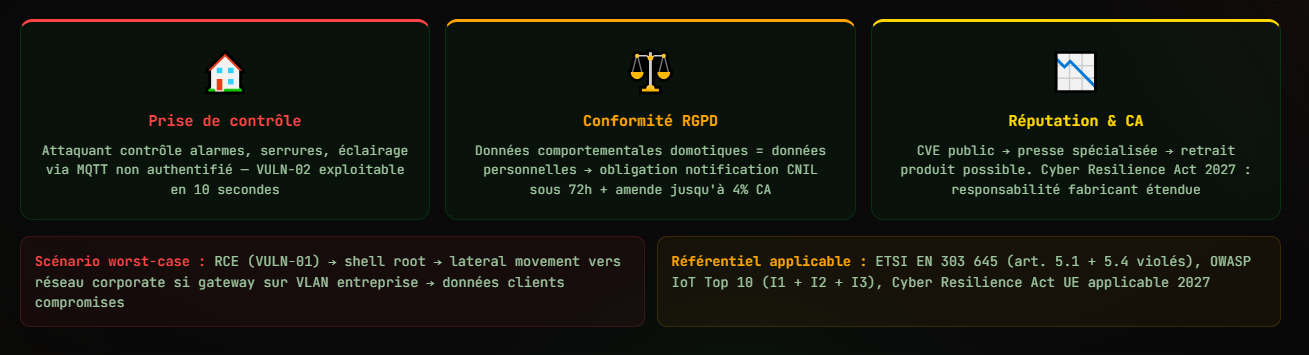 Prise de contrôle
Attaquant contrôle alarmes, serrures, éclairage
via MQTT non authentifié — VULN-02 exploitable
en 10 secondes
Conformité RGPD
Données comportementales domotiques = données
personnelles → obligation notification CNIL
sous 72h + amende jusqu'à 4% CA
Réputation & CA
CVE public → presse spécialisée → retrait
produit possible. Cyber Resilience Act 2027 :
responsabilité fabricant étendue
Scénario worst-case : RCE (VULN-01) → shell root → lateral movement vers
réseau corporate si gateway sur VLAN entreprise → données clients
compromises
Référentiel applicable : ETSI EN 303 645 (art. 5.1 + 5.4 violés), OWASP
IoT Top 10 (I1 + I2 + I3), Cyber Resilience Act UE applicable 2027